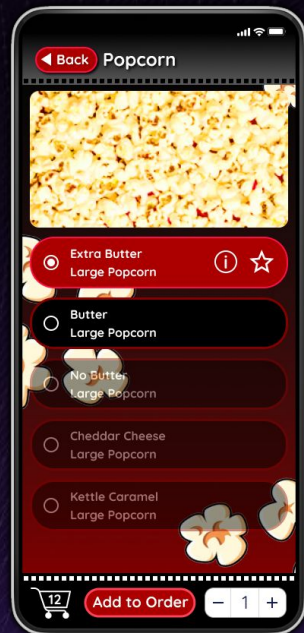 Back Popcorn
Extra Butter
Large Popcorn
Butter
Large Popcorn
No Butter
Large Popcorn
Cheddar Cheese
Large Popcorn
Kettle Caramel
Large Popcorn
12 Add to Order − 1 +